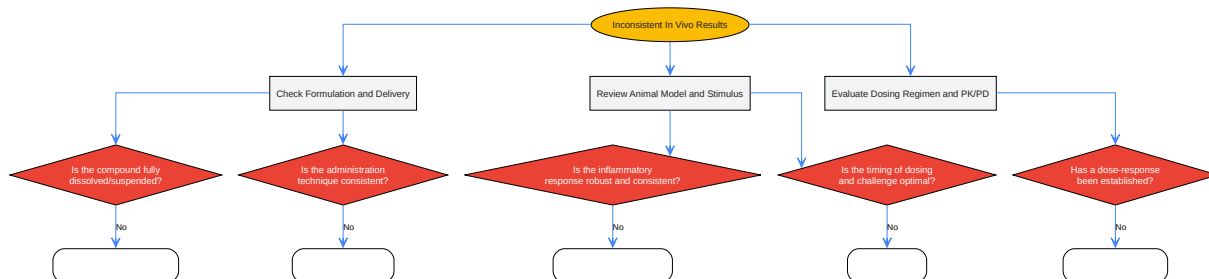 Inconsistent In Vivo Results
Check Formulation and Delivery
Review Animal Model and Stimulus
Evaluate Dosing Regimen and PK/PD
Is the compound fully
dissolved/suspended?
Is the administration
technique consistent?
Is the inflammatory
response robust and consistent?
Is the timing of dosing
and challenge optimal?
Has a dose-response
been established?
No
No
No
No
No